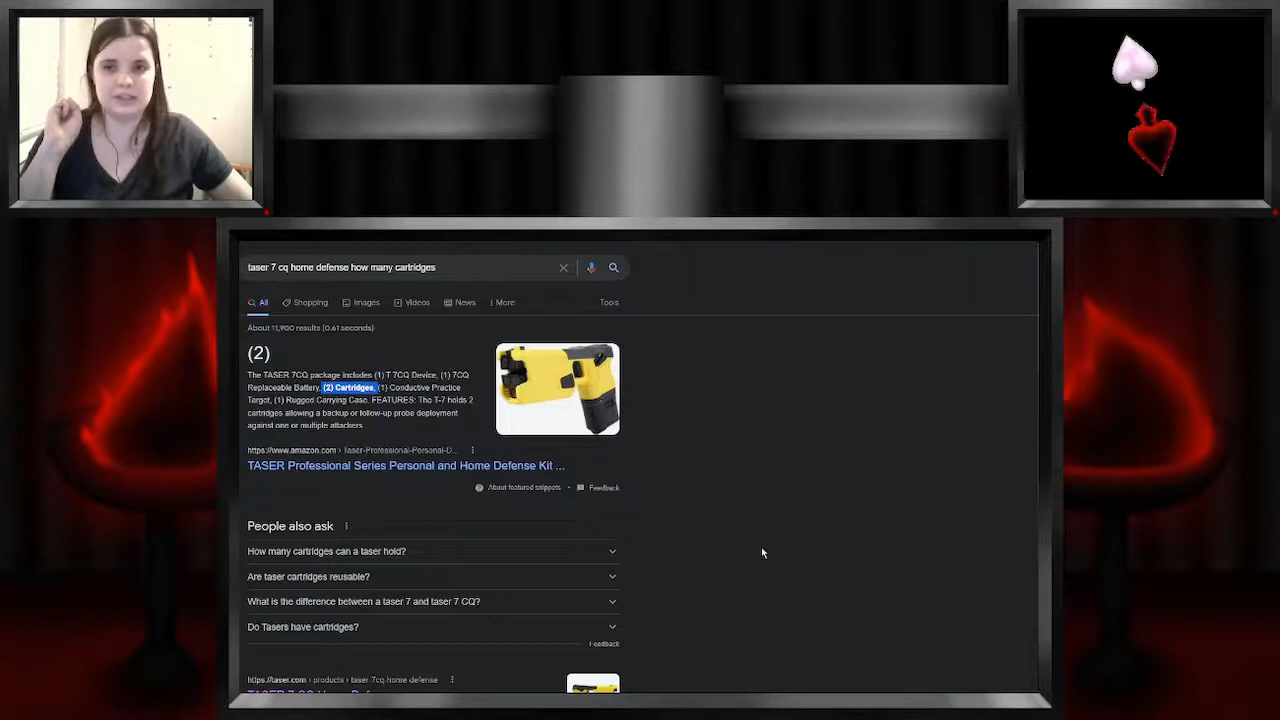 taser 7 cq home defense how many cartridges
All Shopping Images Videos News More Tools
About 11,900 results (0.61 seconds)
(2)
The TASER 7CQ package includes (1) T 7CQ Device, (1) 7CQ
Replaceable Battery, (2) Cartridges, (1) Conductive Practice
Target, (1) Rugged Carrying Case. FEATURES: The T-7 holds 2
cartridges allowing a backup or follow-up probe deployment
against one or multiple attackers
https://www.amazon.com › Taser-Professional-Personal-D...
TASER Professional Series Personal and Home Defense Kit ...
About featured snippets • Feedback
People also ask
How many cartridges can a taser hold?
Are taser cartridges reusable?
What is the difference between a taser 7 and taser 7 CQ?
Do Tasers have cartridges?
Feedback
https://taser.com › products › taser-7cq-home-defense